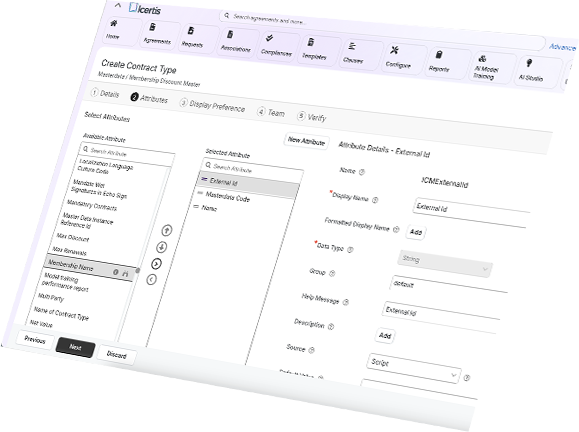 Icertis
Search agreements and more...
Advance
Home
Agreements
Requests
Associations
Compliances
Templates
Clauses
Configure
Reports
AI Model
Training
AI Studio
Create Contract Type
Masterdata / Membership Discount Master
1 Details
2 Attributes
3 Display Preference
4 Team
5 Verify
Select Attributes
Available Attribute
Search Attribute
Localization Language
Culture Code
Mandate Wet
Signatures in Echo Sign
Mandatory Contracts
Master Data Instance
Reference Id
Max Discount
Max Renewals
Membership Name
Model training
performance report
Multi Party
Name of Contract Type
Net Value
Selected Attribute
Search Attribute
External Id
Masterdata Code
Name
New Attribute
Attribute Details - External Id
Name
ICMExternalId
*Display Name
External Id
Formatted Display Name
Add
*Data Type
String
Group
default
Help Message
External Id
Description
Add
Source
Script
Previous
Next
Discard